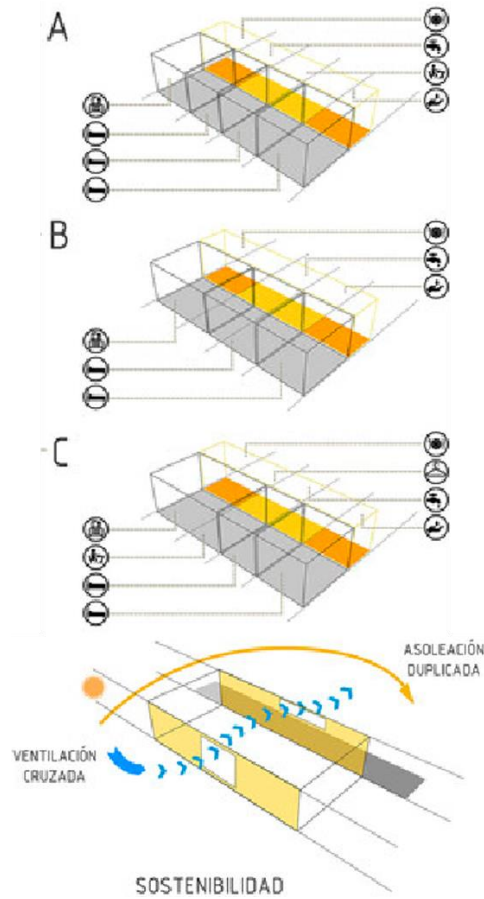 A
B
C
ASOLEACIÓN
DUPLICADA
VENTILACIÓN
CRUZADA
SOSTENIBILIDAD